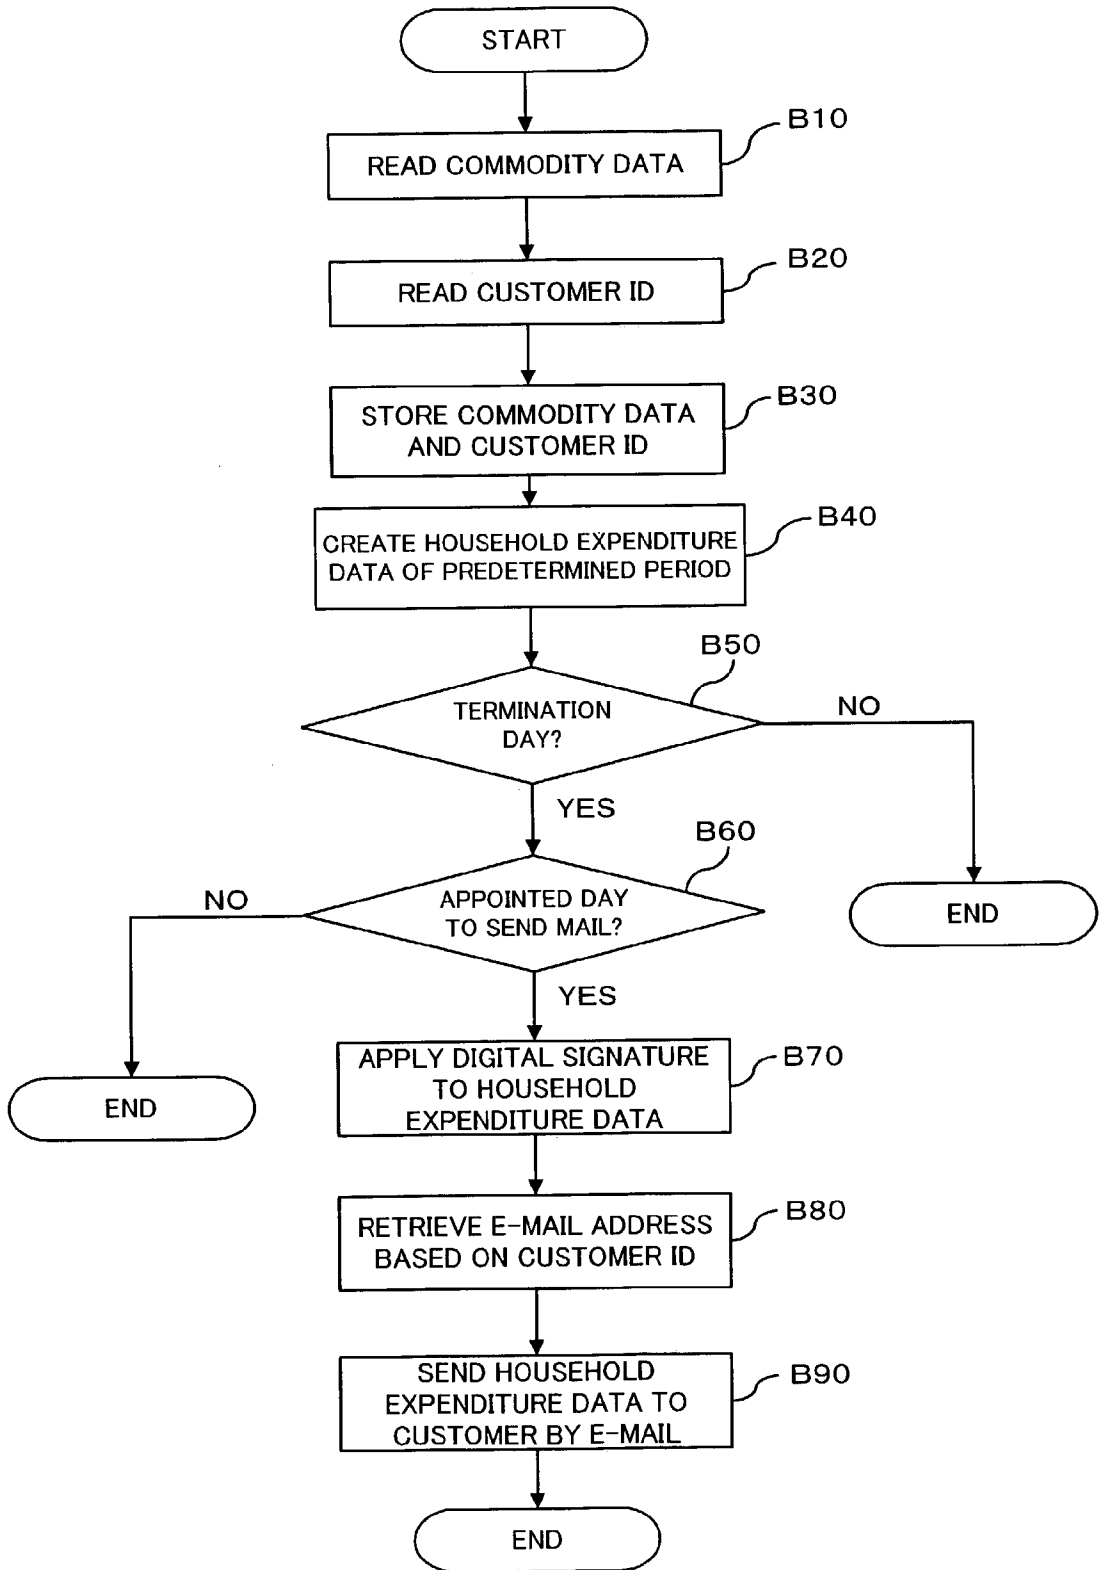 START
B10
READ COMMODITY DATA
B20
READ CUSTOMER ID
B30
STORE COMMODITY DATA
AND CUSTOMER ID
B40
CREATE HOUSEHOLD EXPENDITURE
DATA OF PREDETERMINED PERIOD
B50
TERMINATION
DAY?
NO
YES
B60
APPOINTED DAY
TO SEND MAIL?
NO
END
YES
B70
APPLY DIGITAL SIGNATURE
TO HOUSEHOLD
EXPENDITURE DATA
END
B80
RETRIEVE E-MAIL ADDRESS
BASED ON CUSTOMER ID
B90
SEND HOUSEHOLD
EXPENDITURE DATA TO
CUSTOMER BY E-MAIL
END